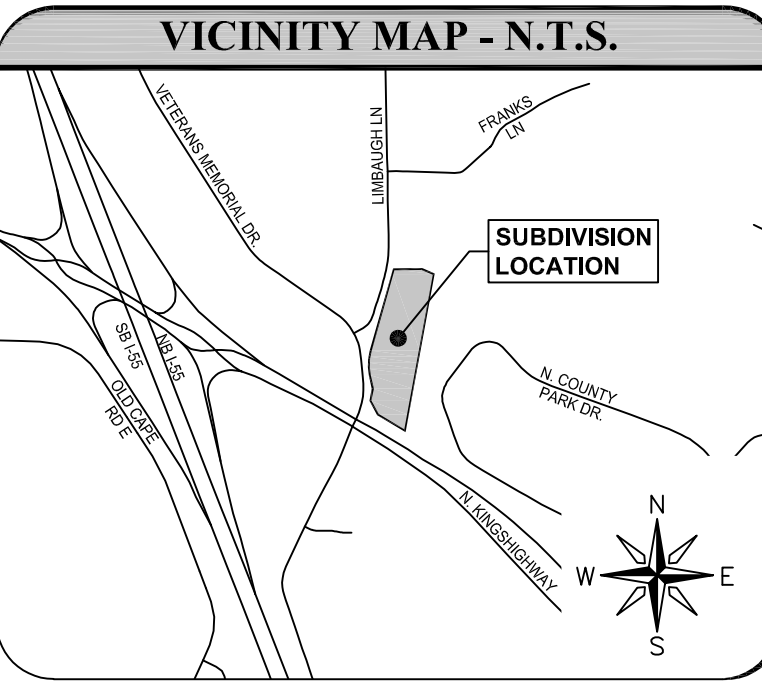 VICINITY MAP - N.T.S.
VETERANS MEMORIAL DR.
LIMBAUGH LN
FRANKS
LN
SUBDIVISION
LOCATION
SB I-55
NB I-55
OLD CAPE
RD E
N. COUNTY
PARK DR.
N. KINGSHIGHWAY
N
W
E
S